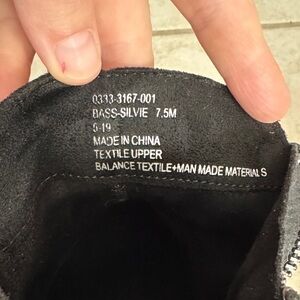 0333-3167-001
BASS-SILVIE 7.5M
5-19
MADE IN CHINA
TEXTILE UPPER
BALANCE TEXTILE+MAN MADE MATERIALS